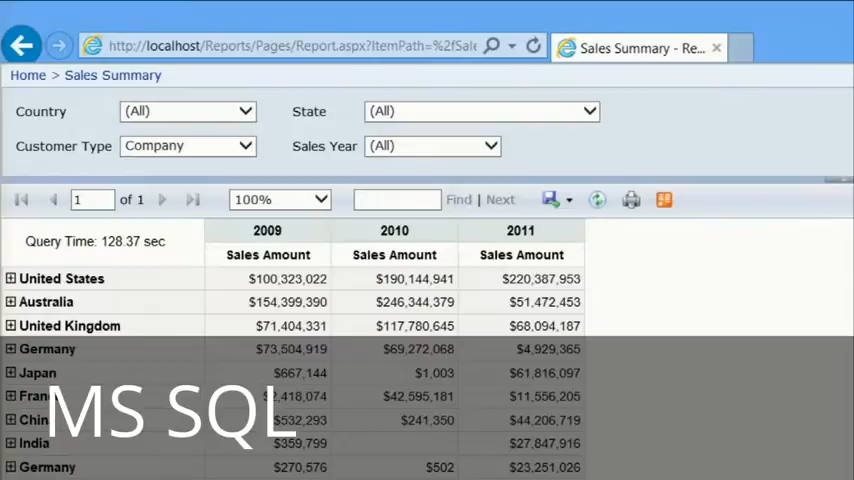 http://localhost/Reports/Pages/Report.aspx?ItemPath=%2fSale
Sales Summary - Re...
Home > Sales Summary
Country (All) State (All)
Customer Type Company Sales Year (All)
1 of 1 100% Find | Next
Query Time: 128.37 sec
2009 2010 2011
Sales Amount Sales Amount Sales Amount
United States $100,323,022 $190,144,941 $220,387,953
Australia $154,399,390 $246,344,379 $51,472,453
United Kingdom $71,404,331 $117,780,645 $68,094,187
Germany $73,504,919 $69,272,068 $4,929,365
Japan $667,144 $1,003 $61,816,097
$42,595,181 $11,556,205
$532,293 $241,350 $44,206,719
India $359,799 $27,847,916
Germany $270,576 $502 $23,251,026
MS SQL